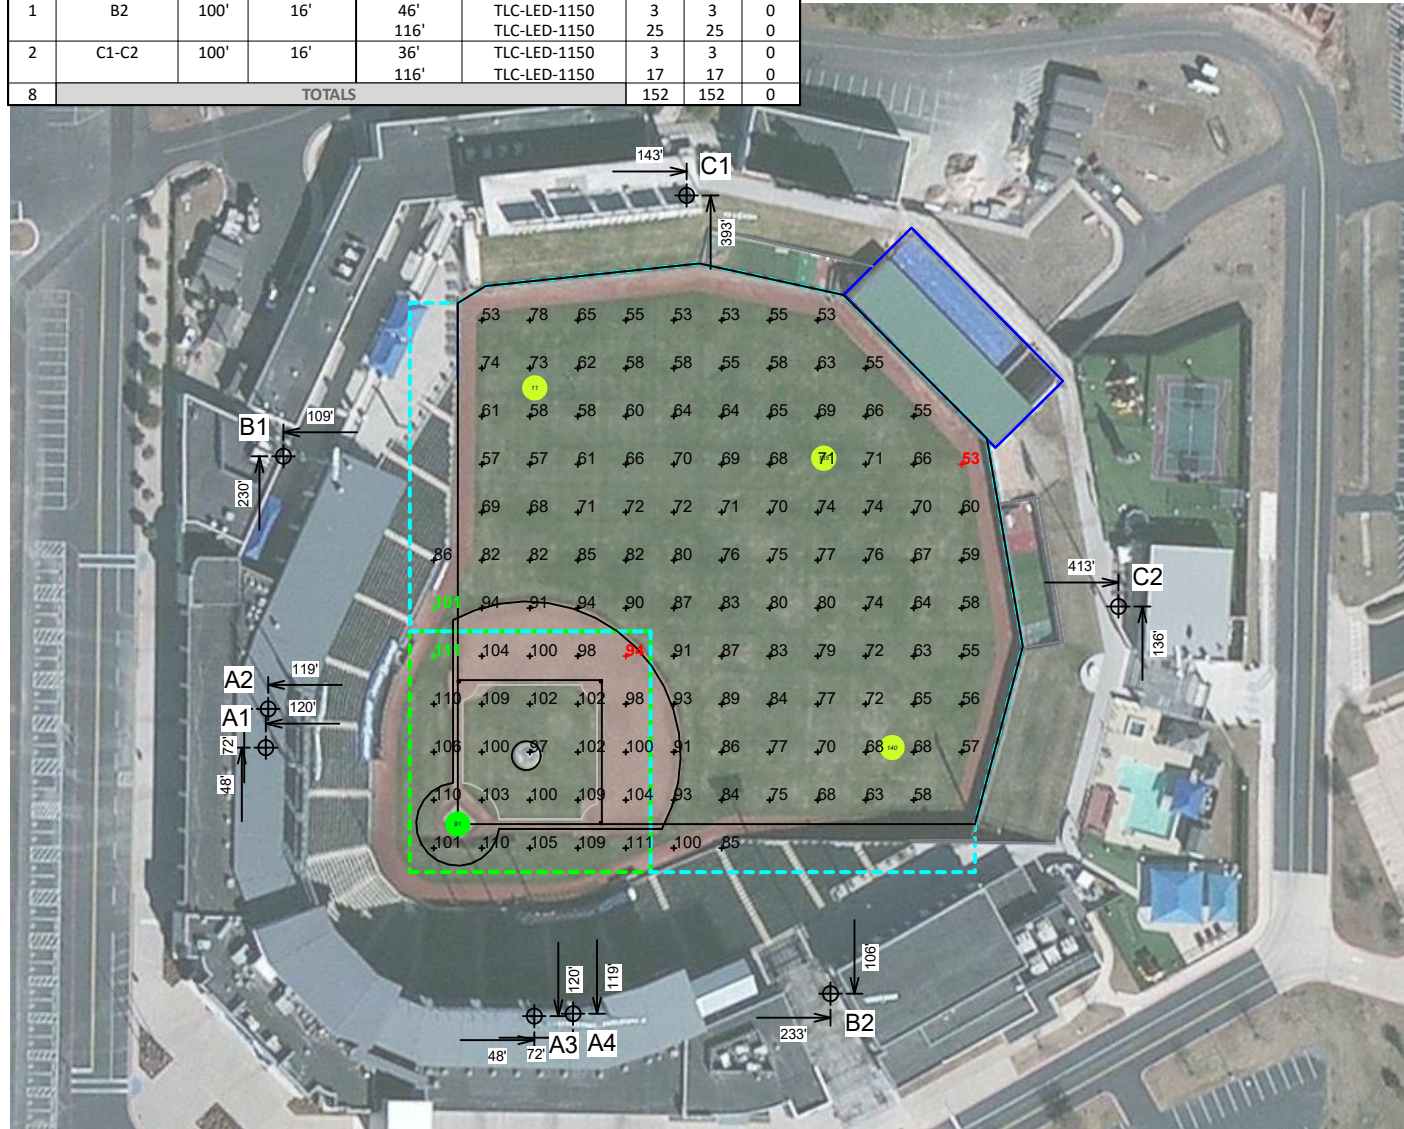 1 B2 100' 16' 46' TLC-LED-1150 3 3 0
116' TLC-LED-1150 25 25 0
2 C1-C2 100' 16' 36' TLC-LED-1150 3 3 0
116' TLC-LED-1150 17 17 0
8 TOTALS 152 152 0
143' C1
393'
53 78 65 55 53 53 55 53
74 73 62 58 58 55 58 63 55
11
61 58 58 60 64 64 65 69 66 55
B1 109'
230'
57 57 61 66 70 69 68 71 71 66 53
69 68 71 72 72 71 70 74 74 70 60
86 82 82 85 82 80 76 75 77 76 67 59
413' C2
136'
101 94 91 94 90 87 83 80 80 74 64 58
111 104 100 98 94 91 87 83 79 72 63 55
A2 119'
110 109 102 102 98 93 89 84 77 72 65 56
A1 120'
72'
48'
106 100 97 102 100 91 86 77 70 68 140 68 57
110 103 100 109 104 93 84 75 68 63 58
91
101 110 105 109 111 100 85
120' 119' 106'
48' 72' A3 A4
233' B2